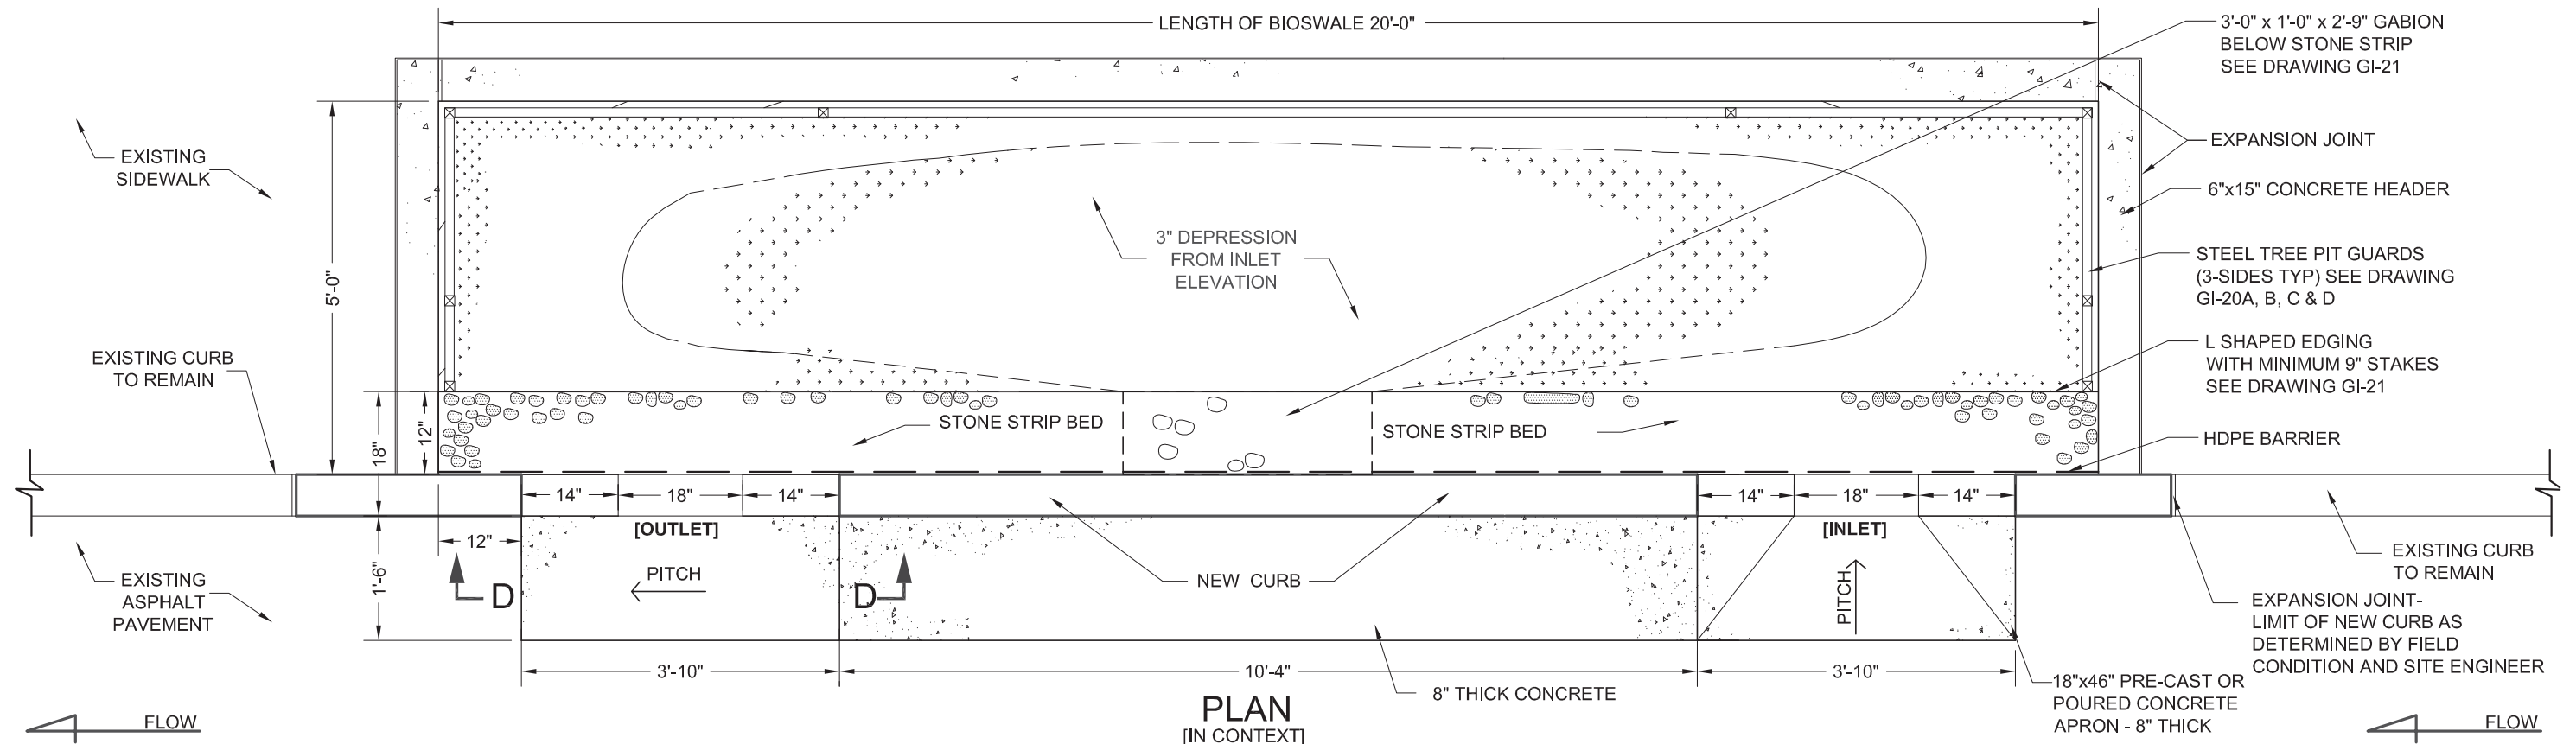 LENGTH OF BIOSWALE 20'-0"
3'-0" x 1'-0" x 2'-9" GABION
BELOW STONE STRIP
SEE DRAWING GI-21
EXPANSION JOINT
6"x15" CONCRETE HEADER
STEEL TREE PIT GUARDS
(3-SIDES TYP) SEE DRAWING
GI-20A, B, C & D
L SHAPED EDGING
WITH MINIMUM 9" STAKES
SEE DRAWING GI-21
HDPE BARRIER
EXISTING
SIDEWALK
5'-0"
3" DEPRESSION
FROM INLET
ELEVATION
EXISTING CURB
TO REMAIN
18"
12"
STONE STRIP BED
STONE STRIP BED
14"
18"
14"
14"
18"
14"
[OUTLET]
[INLET]
12"
1'-6"
D
D
PITCH
PITCH
NEW CURB
EXISTING
ASPHALT
PAVEMENT
EXISTING CURB
TO REMAIN
EXPANSION JOINT-
LIMIT OF NEW CURB AS
DETERMINED BY FIELD
CONDITION AND SITE ENGINEER
3'-10"
10'-4"
3'-10"
8" THICK CONCRETE
18"x46" PRE-CAST OR
POURED CONCRETE
APRON - 8" THICK
PLAN
[IN CONTEXT]
FLOW
FLOW